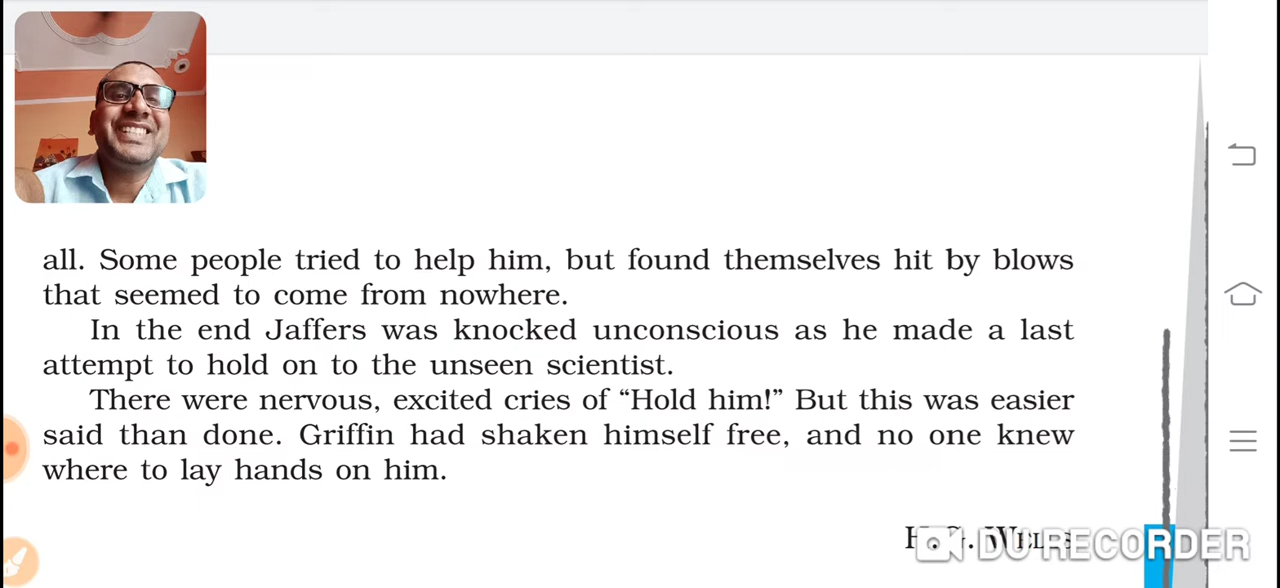 all. Some people tried to help him, but found themselves hit by blows
that seemed to come from nowhere.
In the end Jaffers was knocked unconscious as he made a last
attempt to hold on to the unseen scientist.
There were nervous, excited cries of “Hold him!” But this was easier
said than done. Griffin had shaken himself free, and no one knew
where to lay hands on him.
H. G. WELLS
DU RECORDER